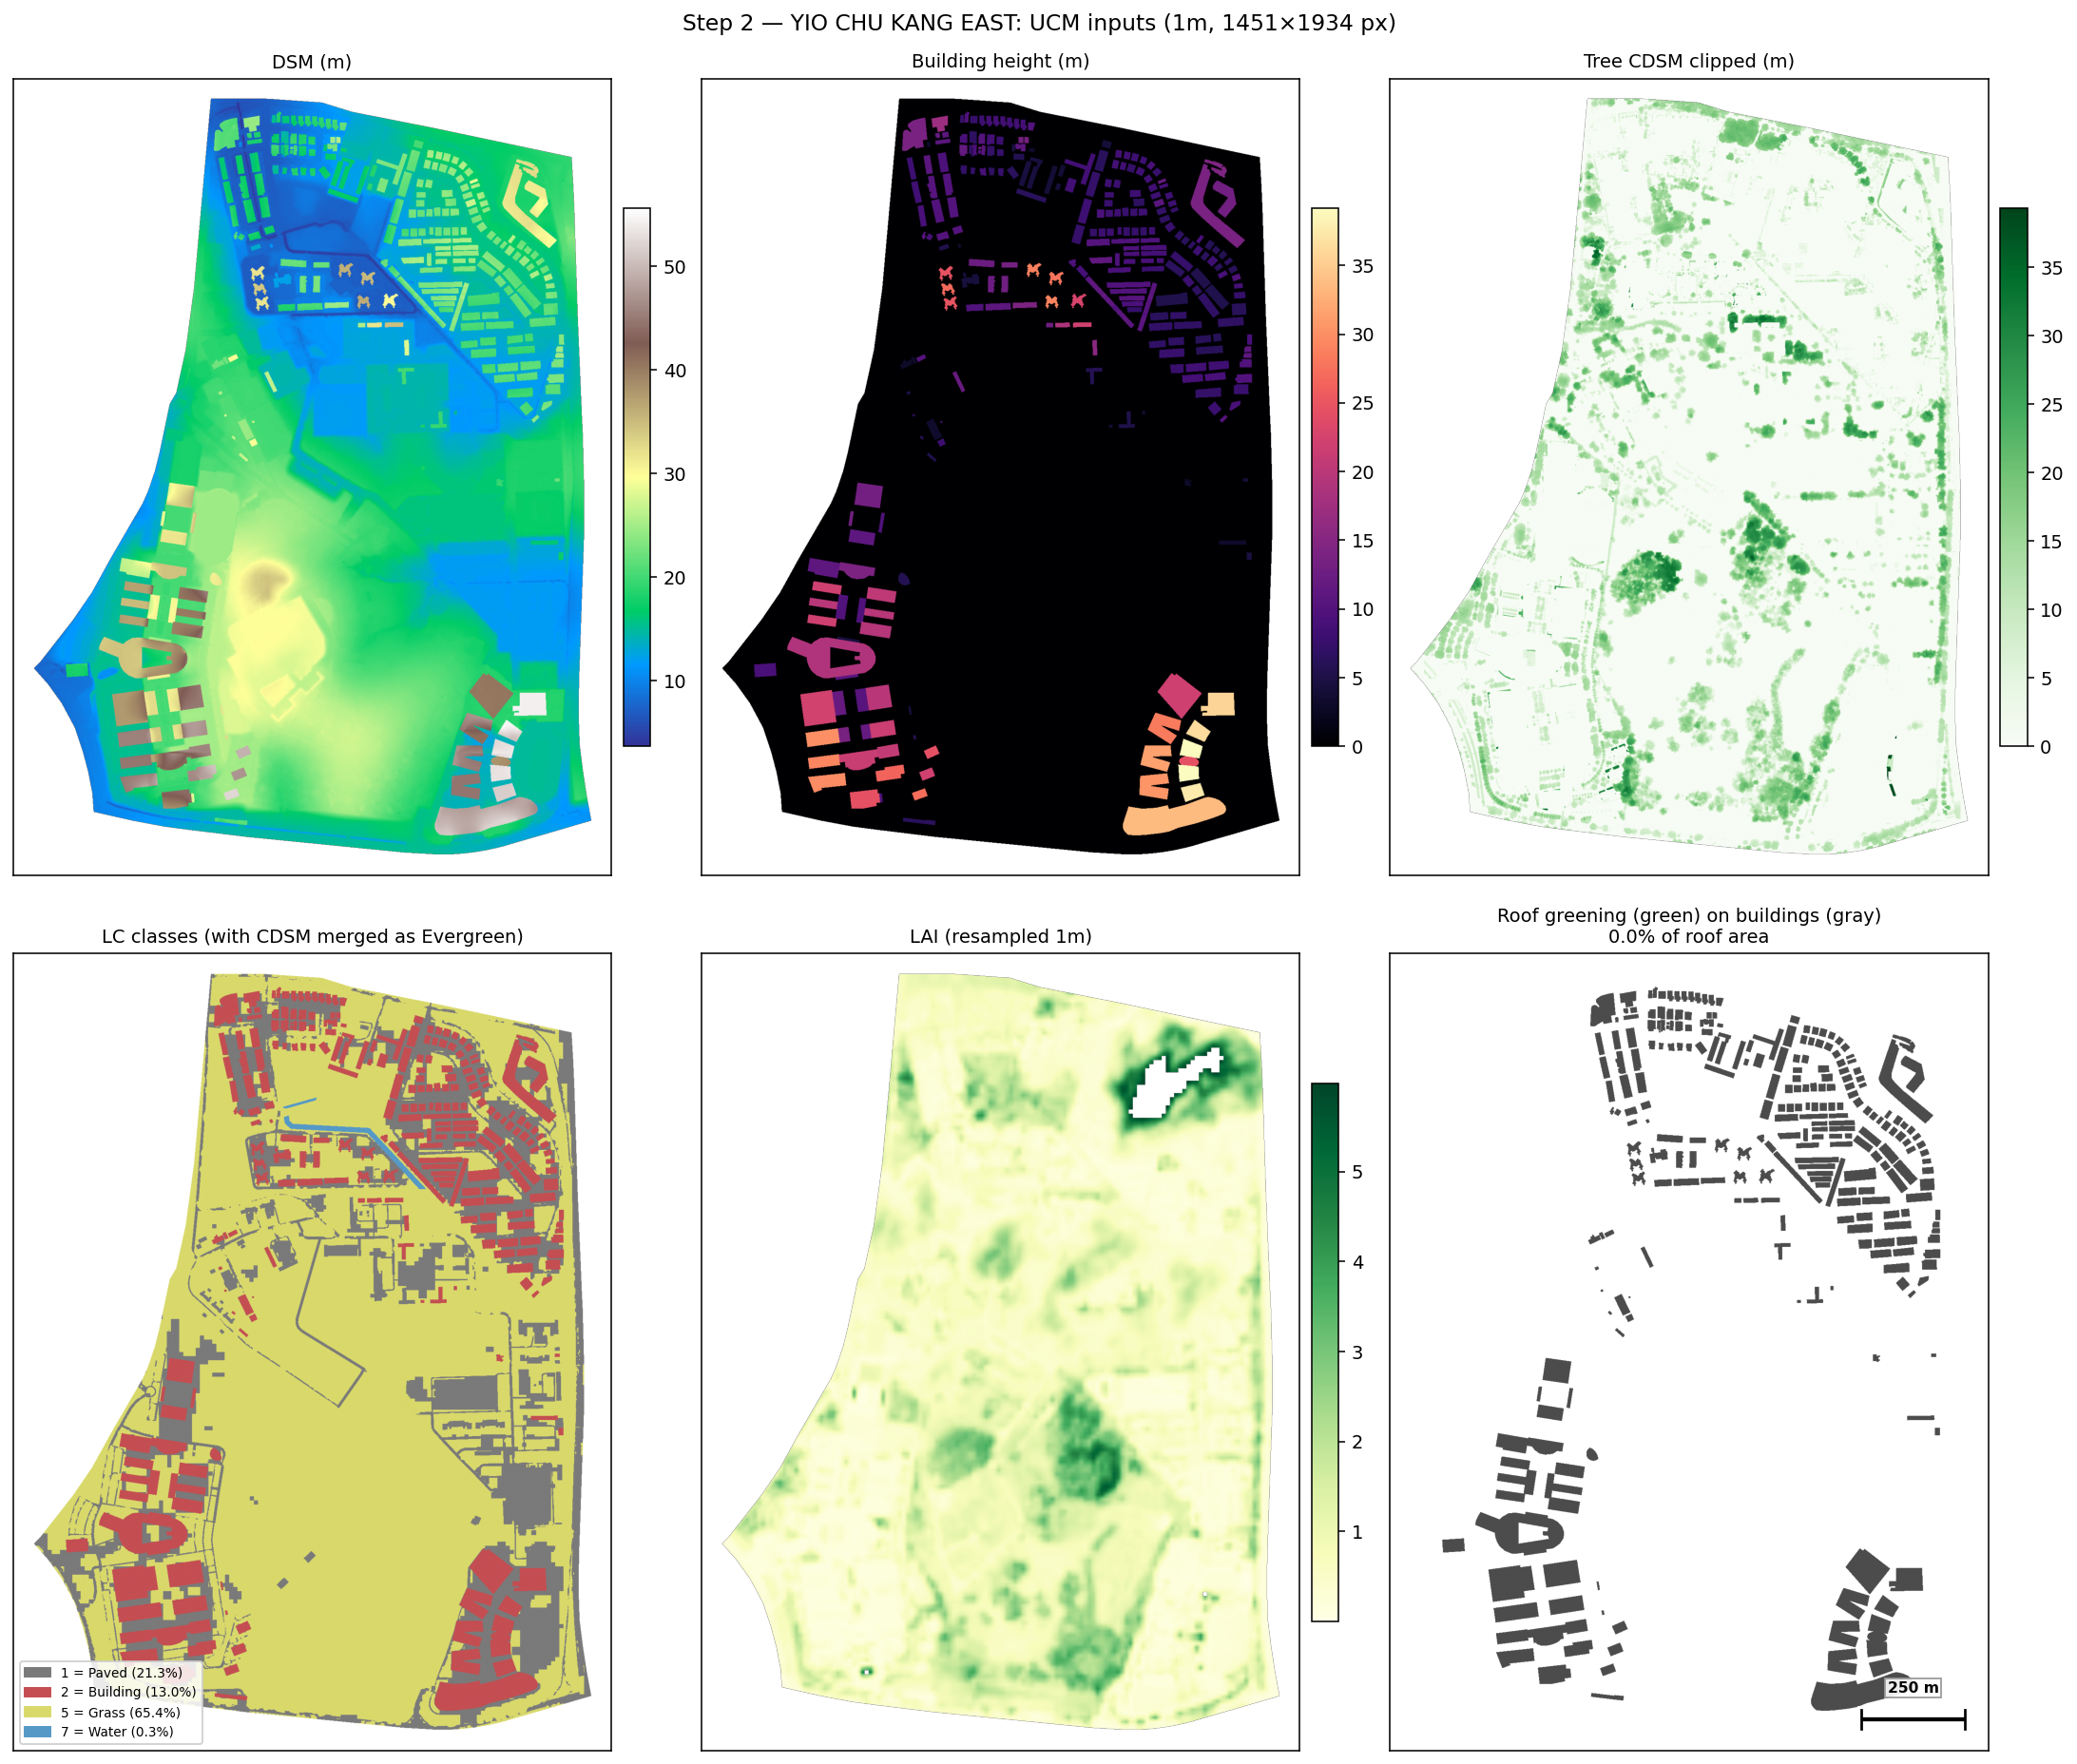 Step 2 — YIO CHU KANG EAST: UCM inputs (1m, 1451×1934 px)
DSM (m)
Building height (m)
Tree CDSM clipped (m)
50
40
30
20
10
35
30
25
20
15
10
5
0
35
30
25
20
15
10
5
0
LC classes (with CDSM merged as Evergreen)
LAI (resampled 1m)
Roof greening (green) on buildings (gray)
0.0% of roof area
1 = Paved (21.3%)
2 = Building (13.0%)
5 = Grass (65.4%)
7 = Water (0.3%)
5
4
3
2
1
250 m